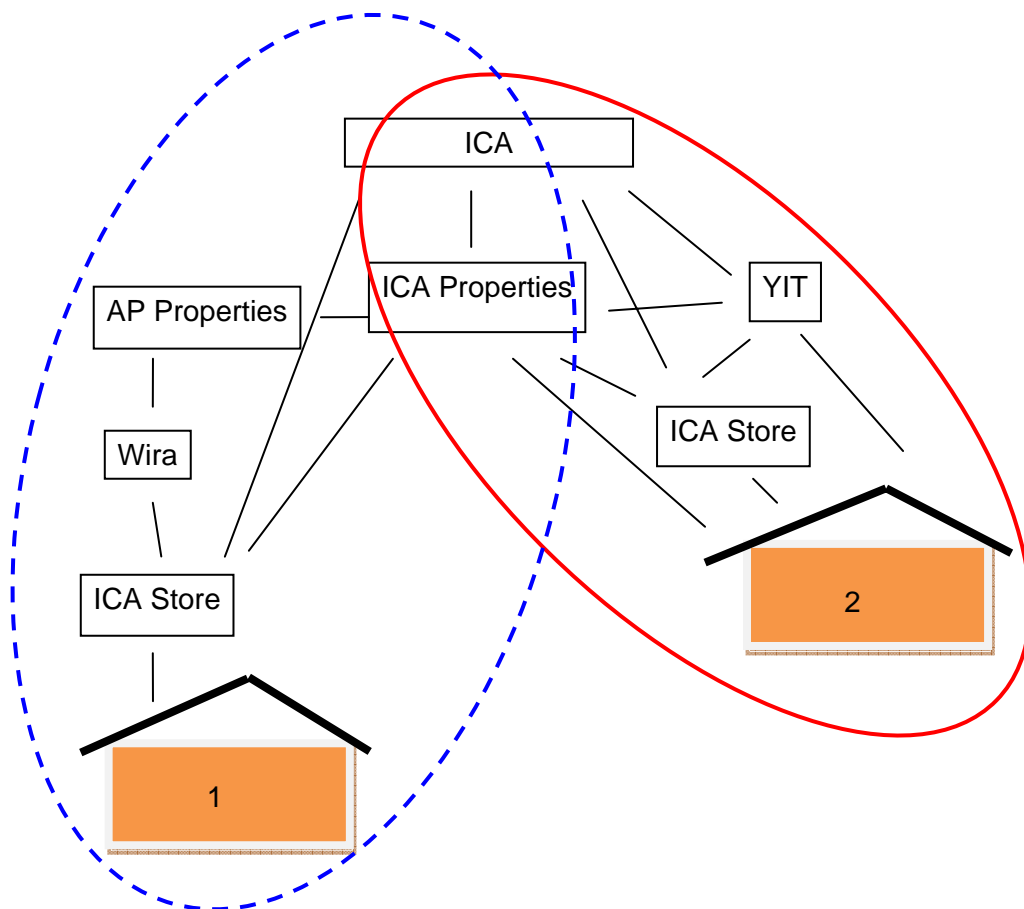 ICA
ICA Properties
YIT
AP Properties
ICA Store
Wira
ICA Store
2
1